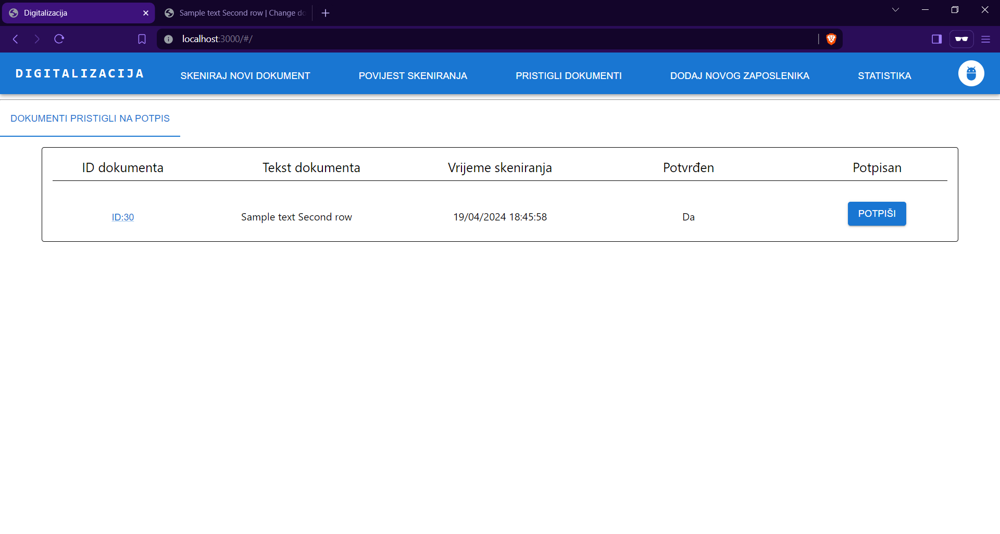 Digitalizacija
Sample text Second row | Change do
localhost:3000/#/
DIGITALIZACIJA
SKENIRAJ NOVI DOKUMENT
POVIJEST SKENIRANJA
PRISTIGLI DOKUMENTI
DODAJ NOVOG ZAPOSLENIKA
STATISTIKA
DOKUMENTI PRISTIGLI NA POTPIS
ID dokumenta
Tekst dokumenta
Vrijeme skeniranja
Potvrđen
Potpisan
ID:30
Sample text Second row
19/04/2024 18:45:58
Da
POTPIŠI